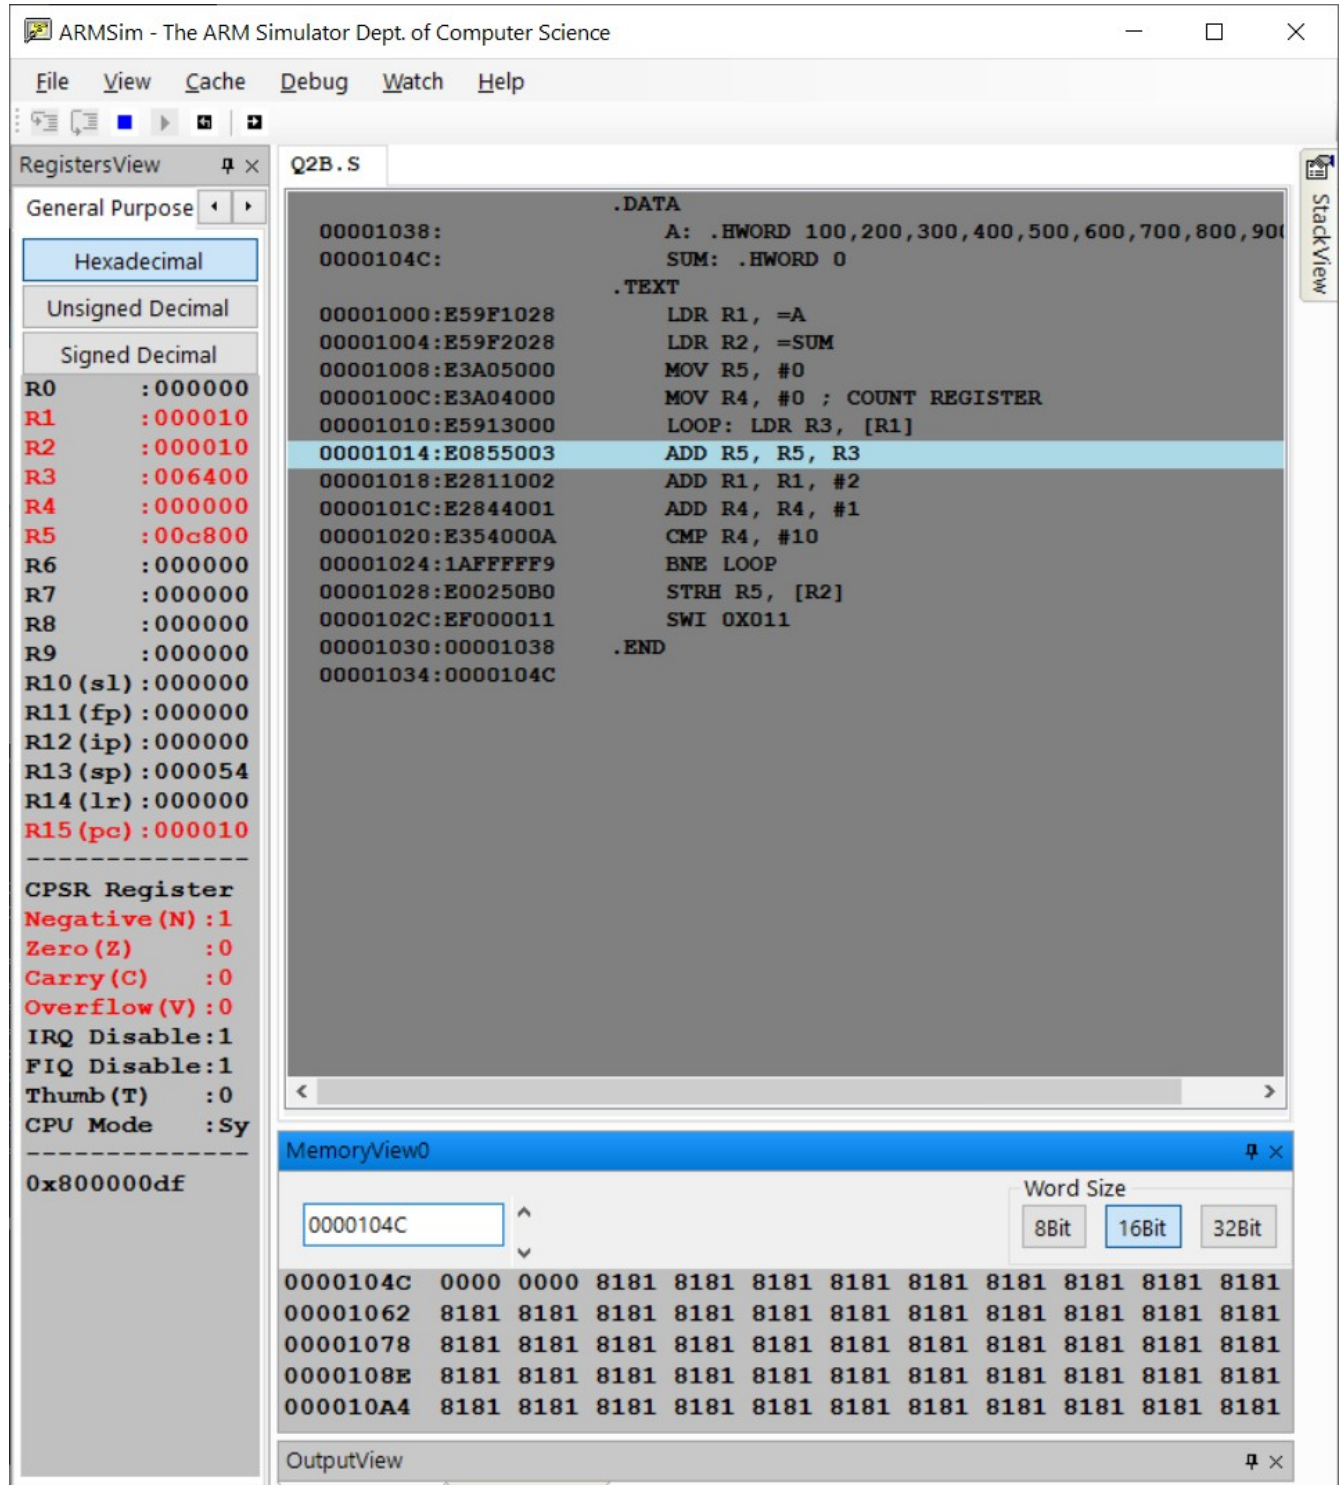 ARMSim - The ARM Simulator Dept. of Computer Science
File View Cache Debug Watch Help
RegistersView
General Purpose
Hexadecimal
Unsigned Decimal
Signed Decimal
R0 :000000
R1 :000010
R2 :000010
R3 :006400
R4 :000000
R5 :00c800
R6 :000000
R7 :000000
R8 :000000
R9 :000000
R10(sl):000000
R11(fp):000000
R12(ip):000000
R13(sp):000054
R14(lr):000000
R15(pc):000010
--------------
CPSR Register
Negative(N):1
Zero(Z) :0
Carry(C) :0
Overflow(V):0
IRQ Disable:1
FIQ Disable:1
Thumb(T) :0
CPU Mode :Sy
--------------
0x800000df
Q2B.S
.DATA
00001038: A: .HWORD 100,200,300,400,500,600,700,800,900
0000104C: SUM: .HWORD 0
.TEXT
00001000:E59F1028 LDR R1, =A
00001004:E59F2028 LDR R2, =SUM
00001008:E3A05000 MOV R5, #0
0000100C:E3A04000 MOV R4, #0 ; COUNT REGISTER
00001010:E5913000 LOOP: LDR R3, [R1]
00001014:E0855003 ADD R5, R5, R3
00001018:E2811002 ADD R1, R1, #2
0000101C:E2844001 ADD R4, R4, #1
00001020:E354000A CMP R4, #10
00001024:1AFFFFF9 BNE LOOP
00001028:E00250B0 STRH R5, [R2]
0000102C:EF000011 SWI 0X011
00001030:00001038 .END
00001034:0000104C
StackView
MemoryView0
0000104C
Word Size
8Bit 16Bit 32Bit
0000104C 0000 0000 8181 8181 8181 8181 8181 8181 8181 8181 8181
00001062 8181 8181 8181 8181 8181 8181 8181 8181 8181 8181 8181
00001078 8181 8181 8181 8181 8181 8181 8181 8181 8181 8181 8181
0000108E 8181 8181 8181 8181 8181 8181 8181 8181 8181 8181 8181
000010A4 8181 8181 8181 8181 8181 8181 8181 8181 8181 8181 8181
OutputView